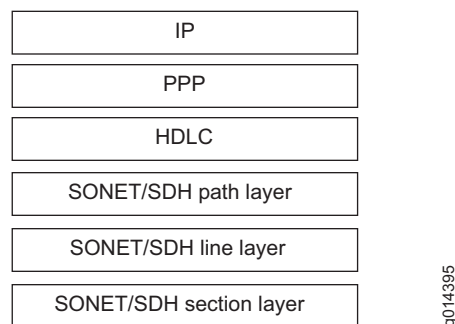 IP
PPP
HDLC
SONET/SDH path layer
SONET/SDH line layer
SONET/SDH section layer
g014395